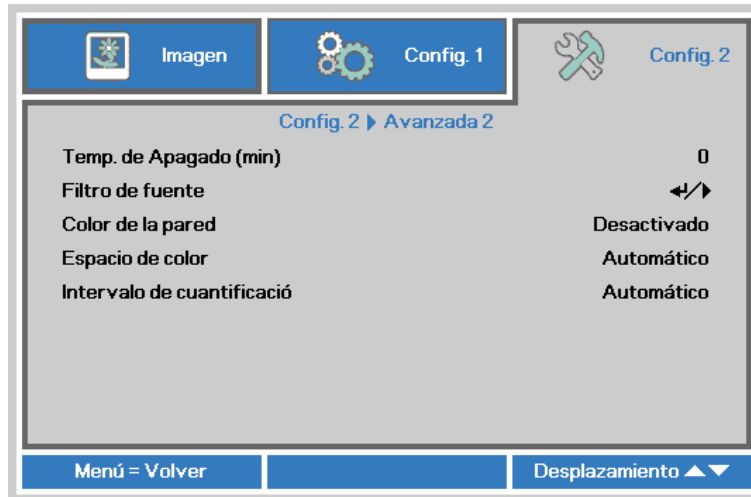 Imagen
Config. 1
Config. 2
Config. 2 ▶ Avanzada 2
Temp. de Apagado (min) 0
Filtro de fuente ↵/▶
Color de la pared Desactivado
Espacio de color Automático
Intervalo de cuantificació Automático
Menú = Volver
Desplazamiento ▲▼